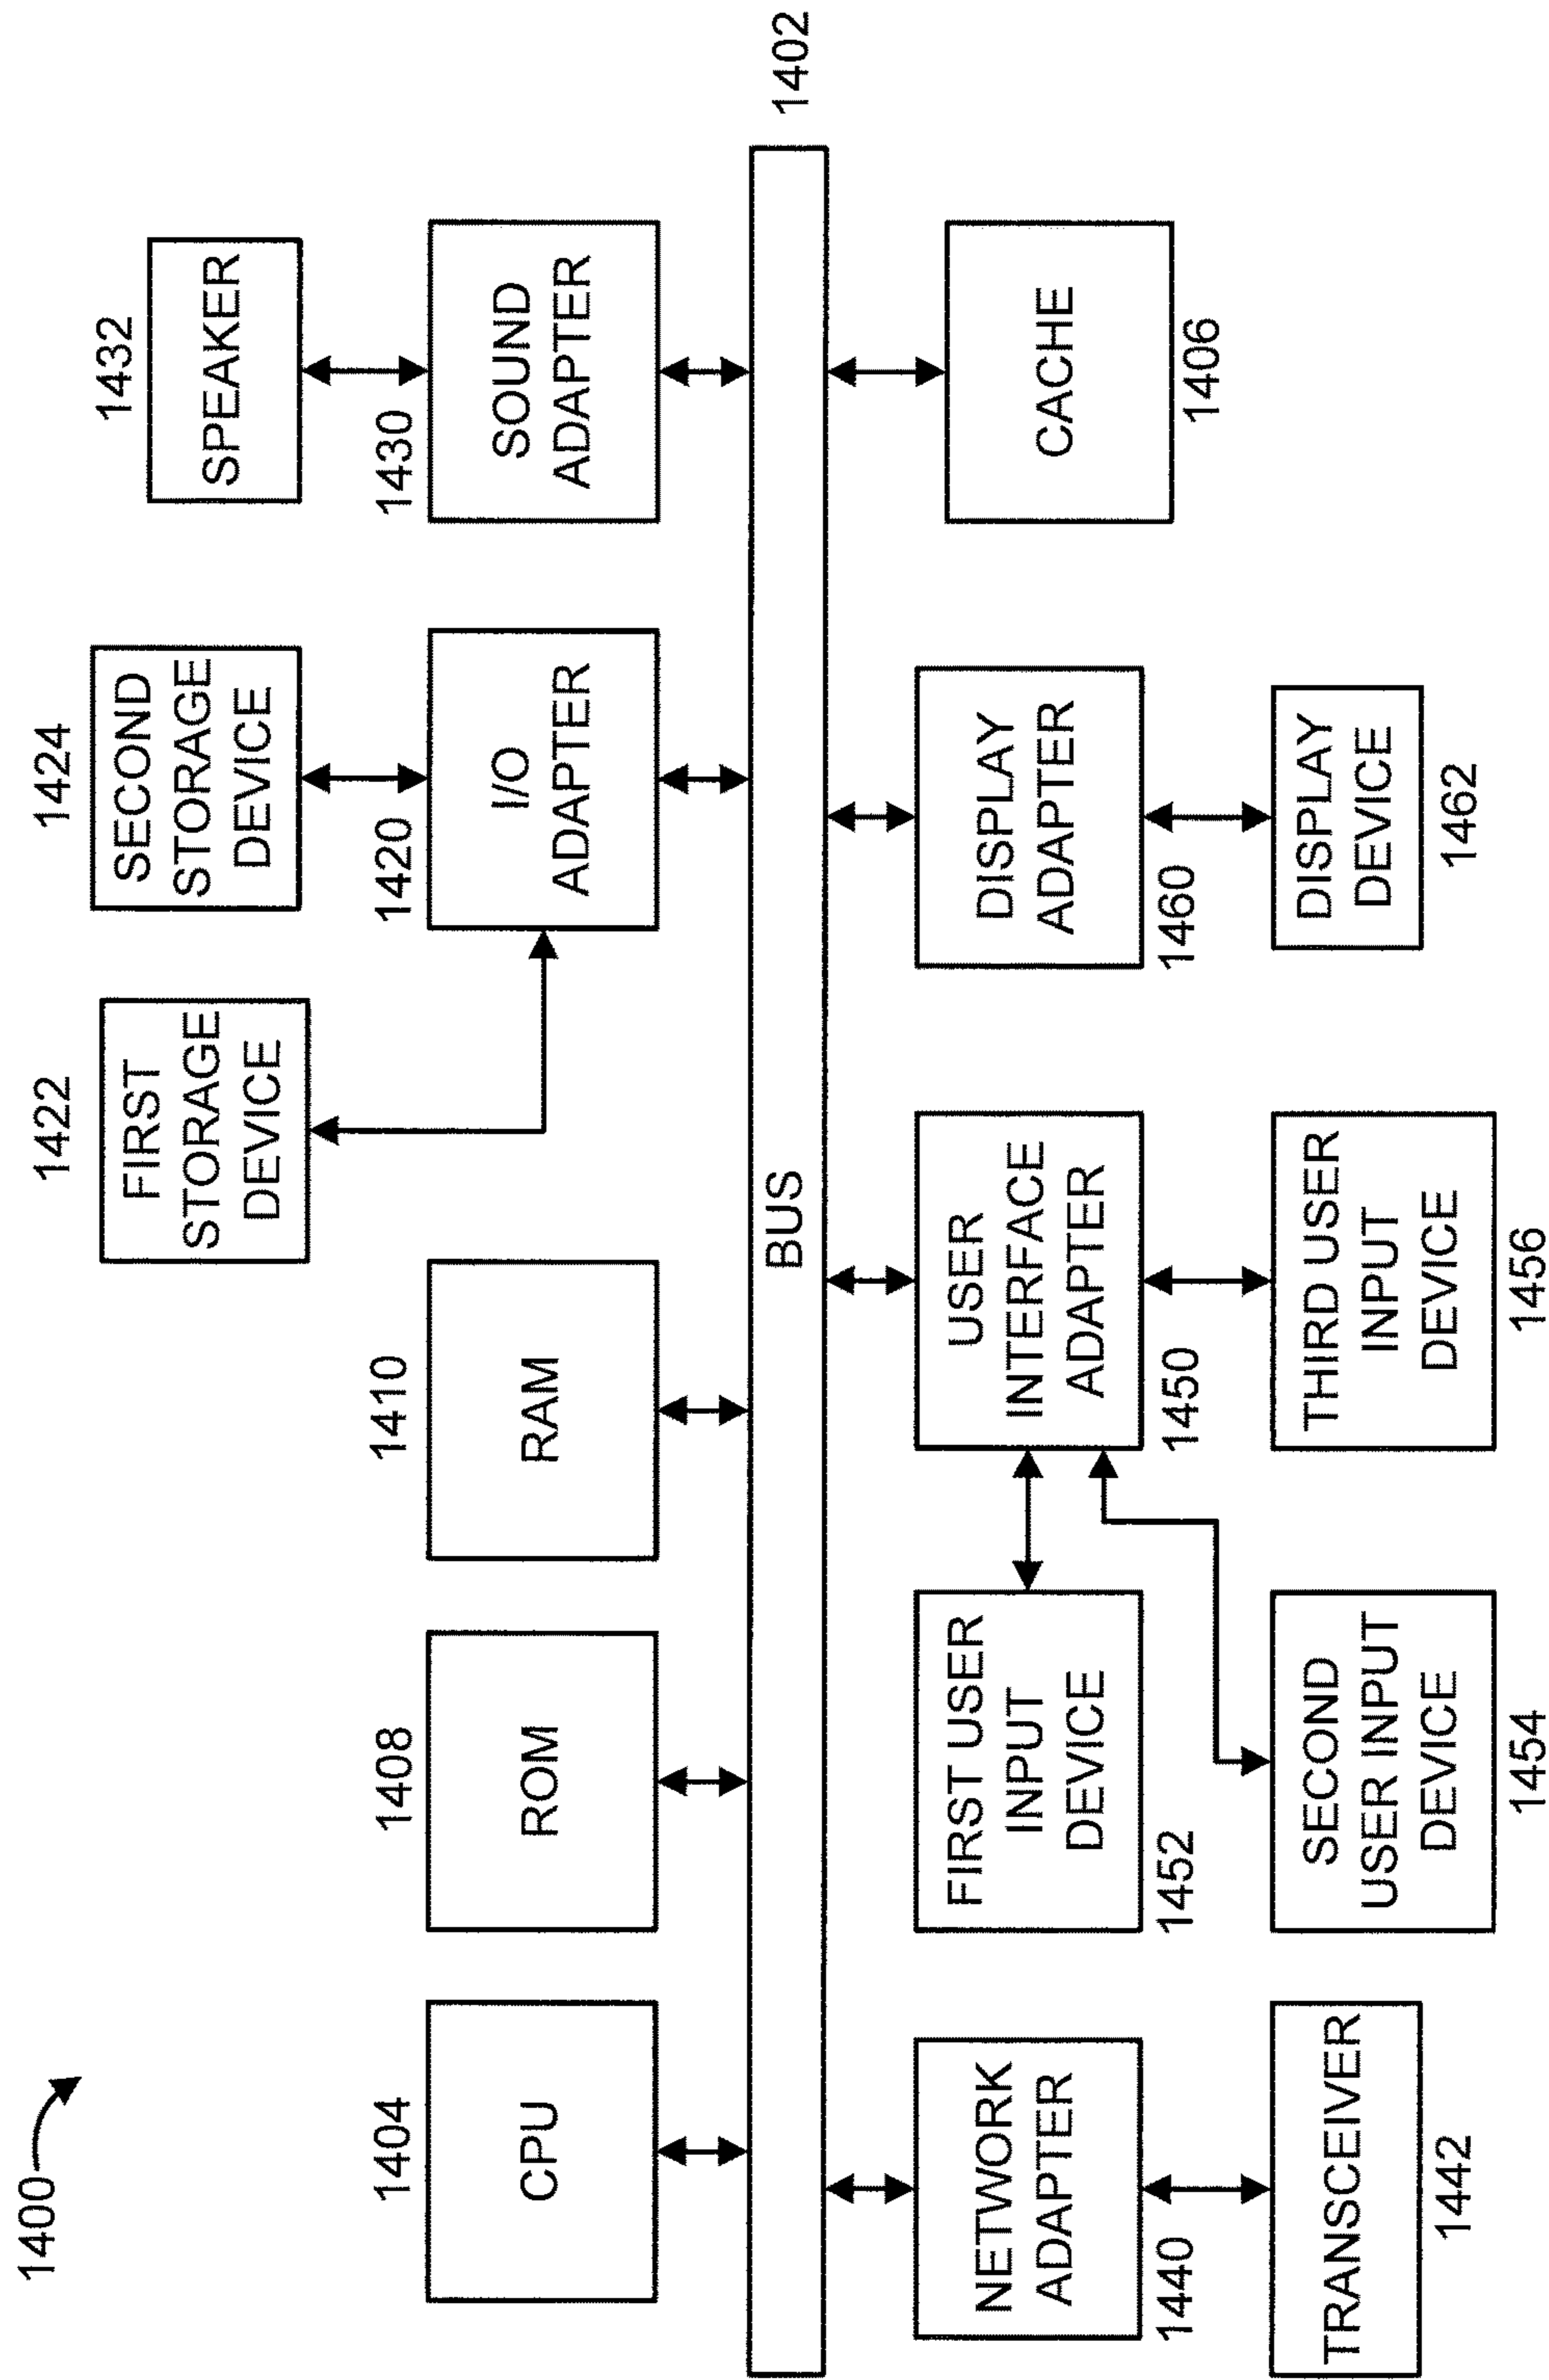 1400
1404
CPU
1408
ROM
1410
RAM
1422
FIRST
STORAGE
DEVICE
1424
SECOND
STORAGE
DEVICE
1420
I/O
ADAPTER
1432
SPEAKER
1430
SOUND
ADAPTER
BUS
1402
NETWORK
ADAPTER
1440
TRANSCEIVER
1442
FIRST USER
INPUT
DEVICE
1452
SECOND
USER INPUT
DEVICE
1454
USER
INTERFACE
ADAPTER
1450
THIRD USER
INPUT
DEVICE
1456
DISPLAY
ADAPTER
1460
DISPLAY
DEVICE
1462
CACHE
1406